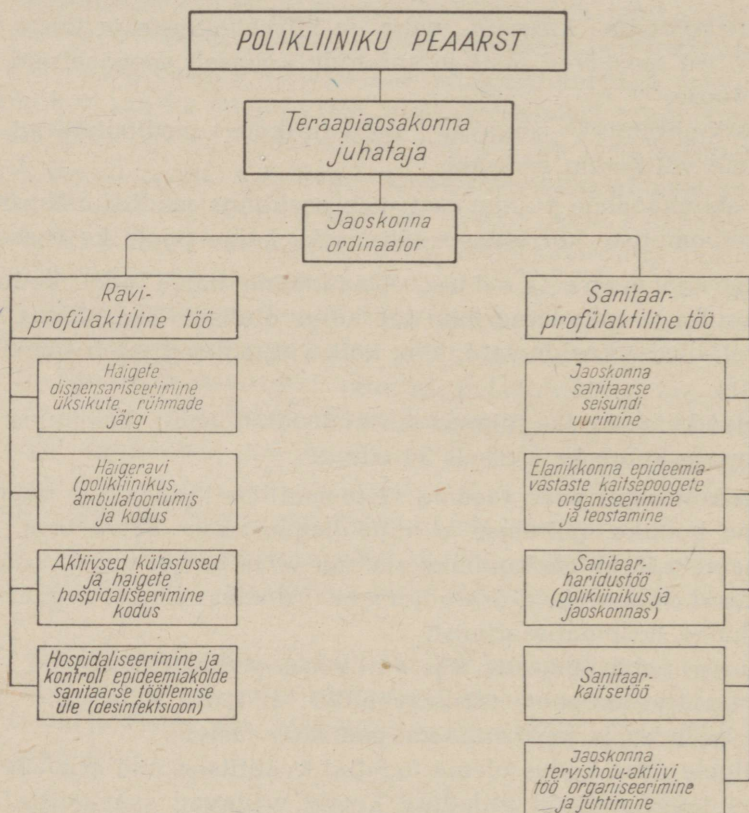 POLIKLIINIKU PEAARST
Teraapiaosakonna
juhataja
Jaoskonna
ordinaator
Ravi-
profülaktiline töö
Haigete
dispensariseerimine
üksikute rühmade
järgi
Haigeravi
(polikliinikus,
ambulatooriumis
ja kodus
Aktiivsed külastused
ja haigete
hospidaliseerimine
kodus
Hospidaliseerimine ja
kontroll epideemiakolde
sanitaarse töötlemise
üle (desinfektsioon)
Sanitaar-
profülaktiline töö
Jaoskonna
sanitaarse
seisundi
uurimine
Elanikkonna epideemia-
vastaste kaitsepoogete
organiseerimine
ja teostamine
Sanitaar-
haridustöö
(polikliinikus ja
jaoskonnas)
Sanitaar-
kaitsetöö
Jaoskonna
tervishoiu-aktiivi
töö organiseerimine
ja juhtimine